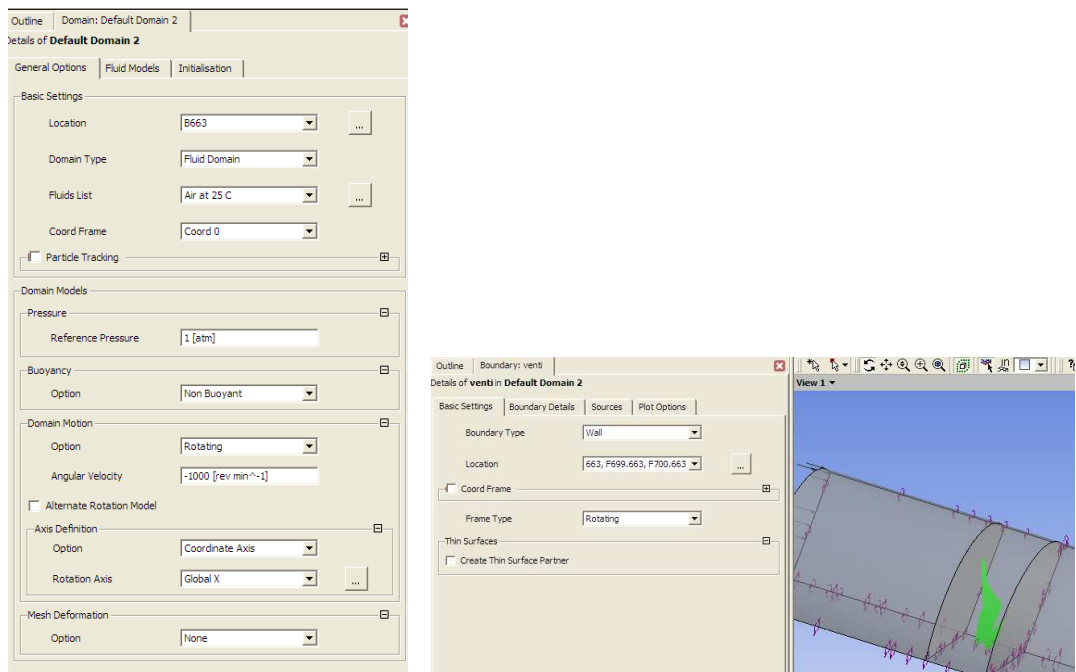 Outline Domain: Default Domain 2
Details of Default Domain 2
General Options Fluid Models Initialisation
Basic Settings
Location B663 ...
Domain Type Fluid Domain
Fluids List Air at 25 C ...
Coord Frame Coord 0
Particle Tracking
Domain Models
Pressure
Reference Pressure 1 [atm]
Buoyancy
Option Non Buoyant
Domain Motion
Option Rotating
Angular Velocity -1000 [rev min^-1]
Alternate Rotation Model
Axis Definition
Option Coordinate Axis
Rotation Axis Global X ...
Mesh Deformation
Option None
Outline Boundary: venti
Details of venti in Default Domain 2
Basic Settings Boundary Details Sources Plot Options
Boundary Type Wall
Location 663, F699.663, F700.663 ...
Coord Frame
Frame Type Rotating
Thin Surfaces
Create Thin Surface Partner
View 1